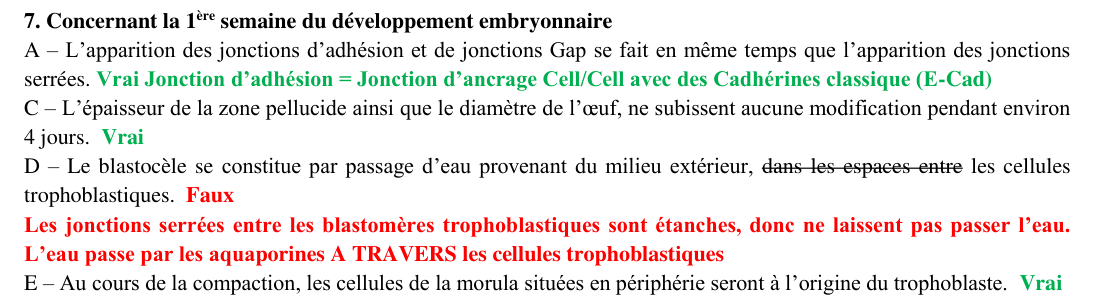 7. Concernant la 1ère semaine du développement embryonnaire
A – L’apparition des jonctions d’adhésion et de jonctions Gap se fait en même temps que l’apparition des jonctions
serrées. Vrai Jonction d’adhésion = Jonction d’ancrage Cell/Cell avec des Cadhérines classique (E-Cad)
C – L’épaisseur de la zone pellucide ainsi que le diamètre de l’œuf, ne subissent aucune modification pendant environ
4 jours. Vrai
D – Le blastocèle se constitue par passage d’eau provenant du milieu extérieur, dans les espaces entre les cellules
trophoblastiques. Faux
Les jonctions serrées entre les blastomères trophoblastiques sont étanches, donc ne laissent pas passer l’eau.
L’eau passe par les aquaporines A TRAVERS les cellules trophoblastiques
E – Au cours de la compaction, les cellules de la morula situées en périphérie seront à l’origine du trophoblaste. Vrai